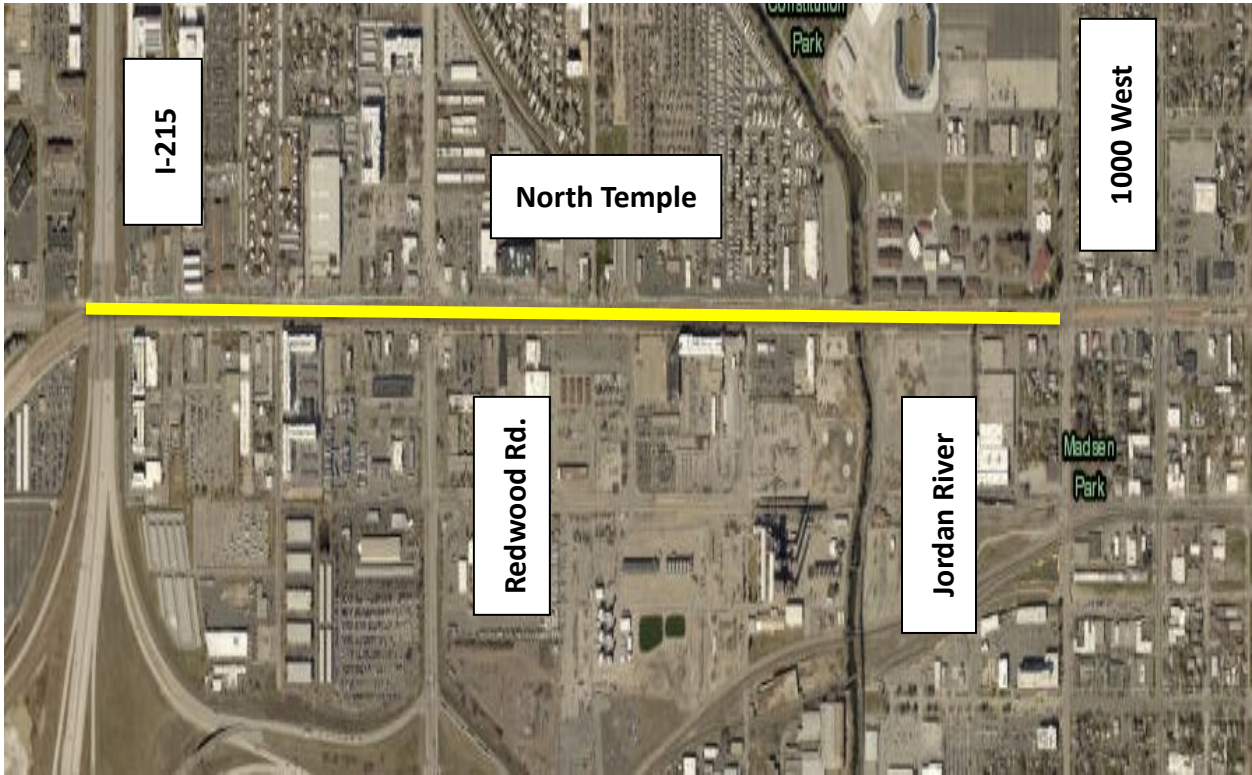 Constitution
Park
I-215
North Temple
1000 West
Redwood Rd.
Jordan River
Madsen
Park